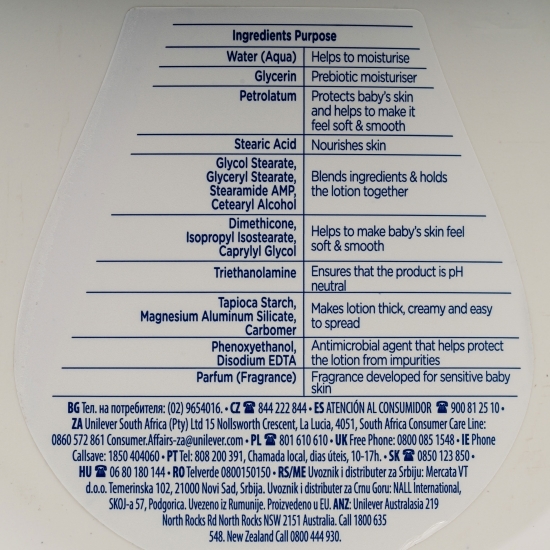 Ingredients Purpose
Water (Aqua) Helps to moisturise
Glycerin Prebiotic moisturiser
Petrolatum Protects baby's skin
and helps to make it
feel soft & smooth
Stearic Acid Nourishes skin
Glycol Stearate,
Glyceryl Stearate,
Stearamide AMP,
Cetearyl Alcohol
Blends ingredients & holds
the lotion together
Dimethicone,
Isopropyl Isostearate,
Caprylyl Glycol
Helps to make baby's skin feel
soft & smooth
Triethanolamine Ensures that the product is pH
neutral
Tapioca Starch,
Magnesium Aluminum Silicate,
Carbomer
Makes lotion thick, creamy and easy
to spread
Phenoxyethanol,
Disodium EDTA
Antimicrobial agent that helps protect
the lotion from impurities
Parfum (Fragrance) Fragrance developed for sensitive baby
skin
BG Тел. на потребителя: (02) 9654016. • CZ ☎ 844 222 844 • ES ATENCIÓN AL CONSUMIDOR ☎ 900 81 25 10 •
ZA Unilever South Africa (Pty) Ltd 15 Nollsworth Crescent, La Lucia, 4051, South Africa Consumer Care Line:
0860 572 861 Consumer.Affairs-za@unilever.com • PL ☎ 801 610 610 • UK Free Phone: 0800 085 1548 • IE Phone
Callsave: 1850 404060 • PT Tel: 808 200 391, Chamada local, dias úteis, 10-17h. • SK ☎ 0850 123 850 •
HU ☎ 06 80 180 144 • RO Telverde 0800150150 • RS/ME Uvoznik i distributer za Srbiju: Mercata VT
d.o.o. Temerinska 102, 21000 Novi Sad, Srbija. Uvoznik i distributer za Crnu Goru: NALL International,
SKOJ-a 57, Podgorica. Uvezeno iz Rumunije. Proizvedeno u EU. ANZ: Unilever Australasia 219
North Rocks Rd North Rocks NSW 2151 Australia. Call 1800 635
548. New Zealand Call 0800 444 930.